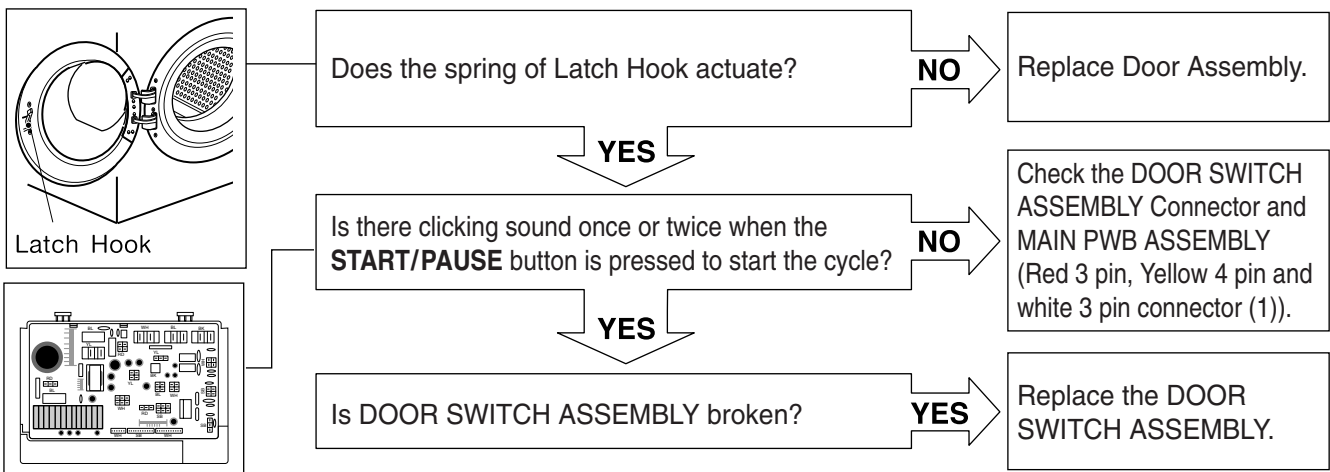 Does the spring of Latch Hook actuate?
NO
Replace Door Assembly.
Latch Hook
YES
Is there clicking sound once or twice when the
START/PAUSE button is pressed to start the cycle?
NO
Check the DOOR SWITCH
ASSEMBLY Connector and
MAIN PWB ASSEMBLY
(Red 3 pin, Yellow 4 pin and
white 3 pin connector (1)).
YES
Is DOOR SWITCH ASSEMBLY broken?
YES
Replace the DOOR
SWITCH ASSEMBLY.